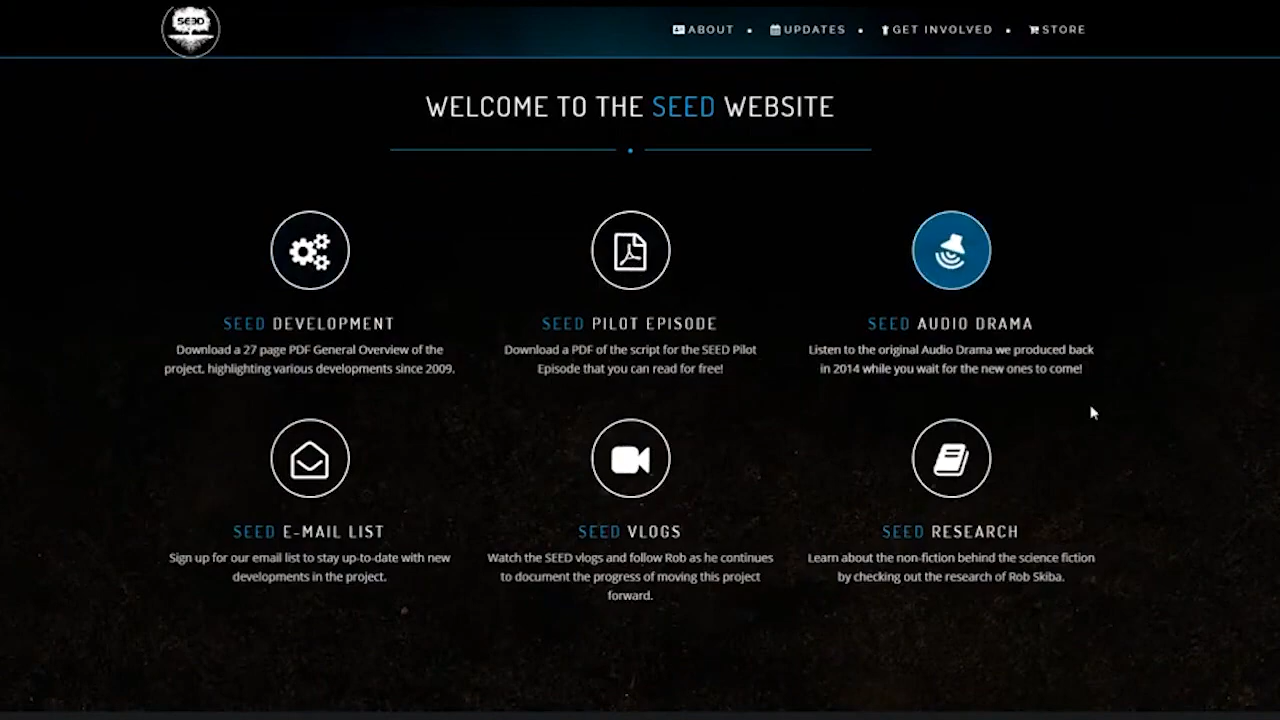 SEED
ABOUT
UPDATES
GET INVOLVED
STORE
WELCOME TO THE SEED WEBSITE
SEED DEVELOPMENT
Download a 27 page PDF General Overview of the
project, highlighting various developments since 2009.
SEED PILOT EPISODE
Download a PDF of the script for the SEED Pilot
Episode that you can read for free!
SEED AUDIO DRAMA
Listen to the original Audio Drama we produced back
in 2014 while you wait for the new ones to come!
SEED E-MAIL LIST
Sign up for our email list to stay up-to-date with new
developments in the project.
SEED VLOGS
Watch the SEED vlogs and follow Rob as he continues
to document the progress of moving this project
forward.
SEED RESEARCH
Learn about the non-fiction behind the science fiction
by checking out the research of Rob Skiba.